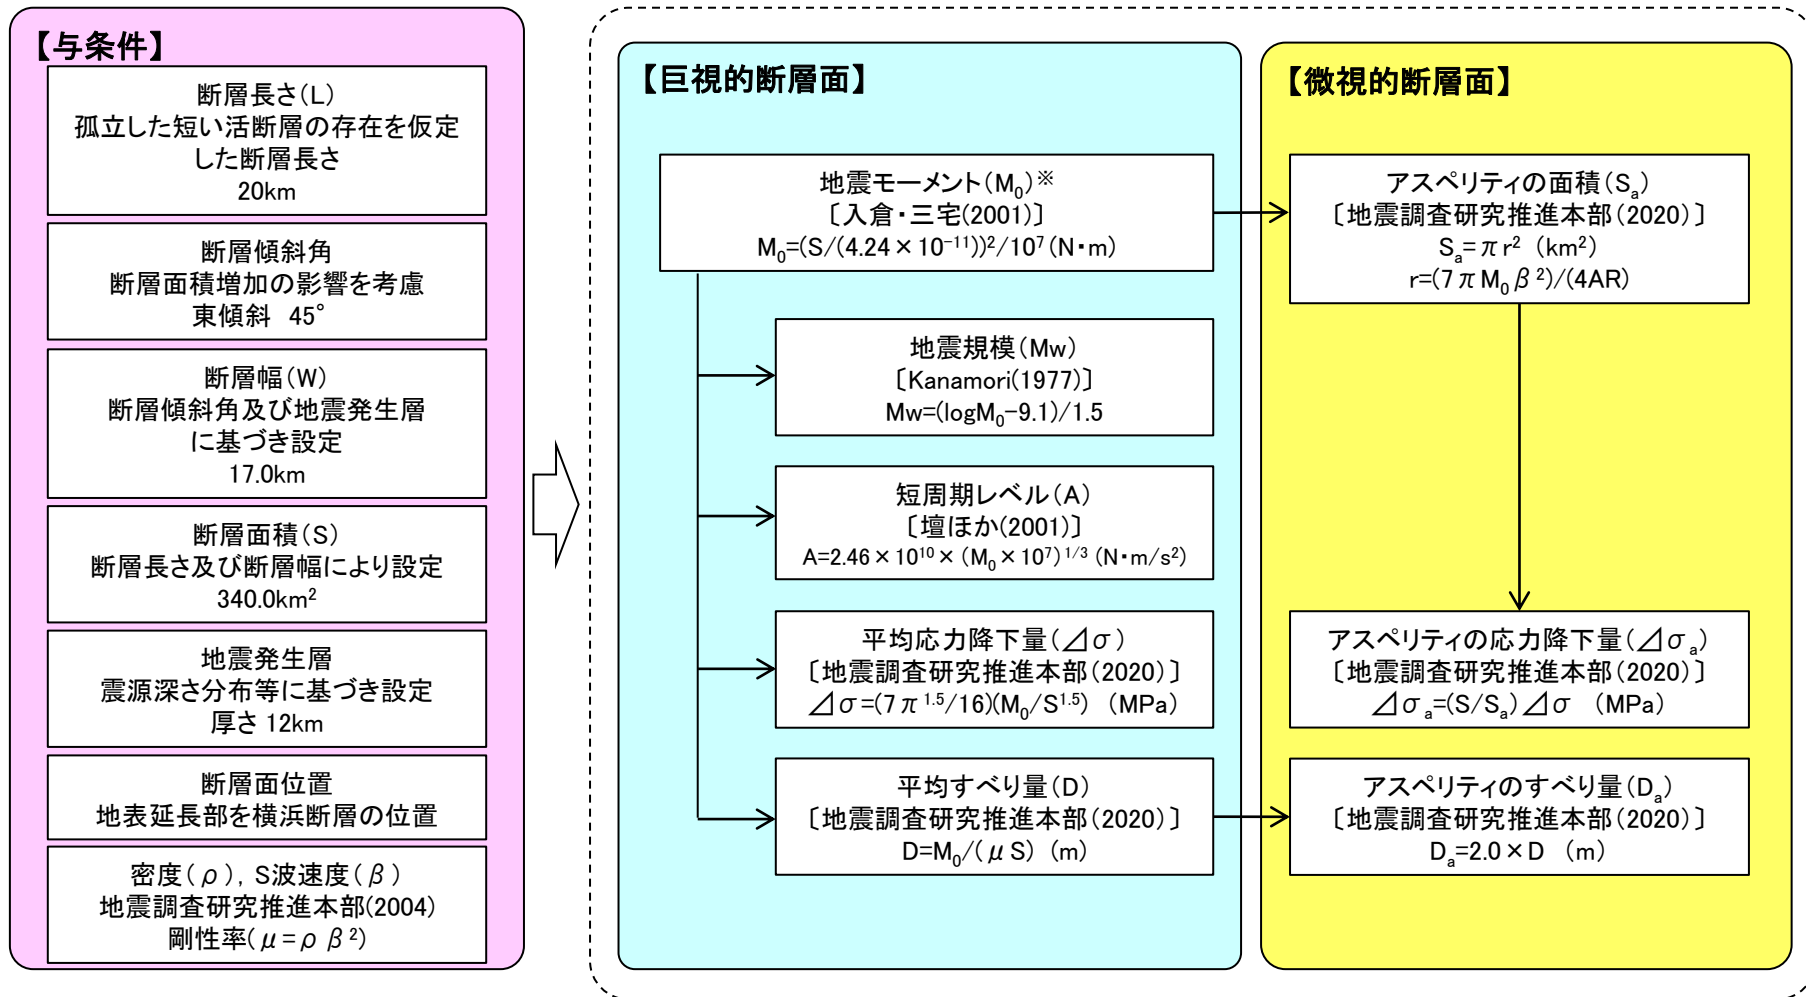 【与条件】
断層長さ(L)
孤立した短い活断層の存在を仮定
した断層長さ
20km
断層傾斜角
断層面積増加の影響を考慮
東傾斜 45°
断層幅(W)
断層傾斜角及び地震発生層
に基づき設定
17.0km
断層面積(S)
断層長さ及び断層幅により設定
340.0km²
地震発生層
震源深さ分布等に基づき設定
厚さ 12km
断層面位置
地表延長部を横浜断層の位置
密度(ρ), S波速度(β)
地震調査研究推進本部(2004)
剛性率(μ=ρβ²)
【巨視的断層面】
地震モーメント(M₀)※
〔入倉・三宅(2001)〕
M₀=(S/(4.24×10⁻¹¹))²/10⁷(N・m)
地震規模(Mw)
〔Kanamori(1977)〕
Mw=(logM₀-9.1)/1.5
短周期レベル(A)
〔壇ほか(2001)〕
A=2.46×10¹⁰×(M₀×10⁷)¹/³(N・m/s²)
平均応力降下量(⊿σ)
〔地震調査研究推進本部(2020)〕
⊿σ=(7π¹·⁵/16)(M₀/S¹·⁵) (MPa)
平均すべり量(D)
〔地震調査研究推進本部(2020)〕
D=M₀/(μS) (m)
【微視的断層面】
アスペリティの面積(Sₐ)
〔地震調査研究推進本部(2020)〕
Sₐ=πr² (km²)
r=(7πM₀β²)/(4AR)
アスペリティの応力降下量(⊿σₐ)
〔地震調査研究推進本部(2020)〕
⊿σₐ=(S/Sₐ)⊿σ (MPa)
アスペリティのすべり量(Dₐ)
〔地震調査研究推進本部(2020)〕
Dₐ=2.0×D (m)